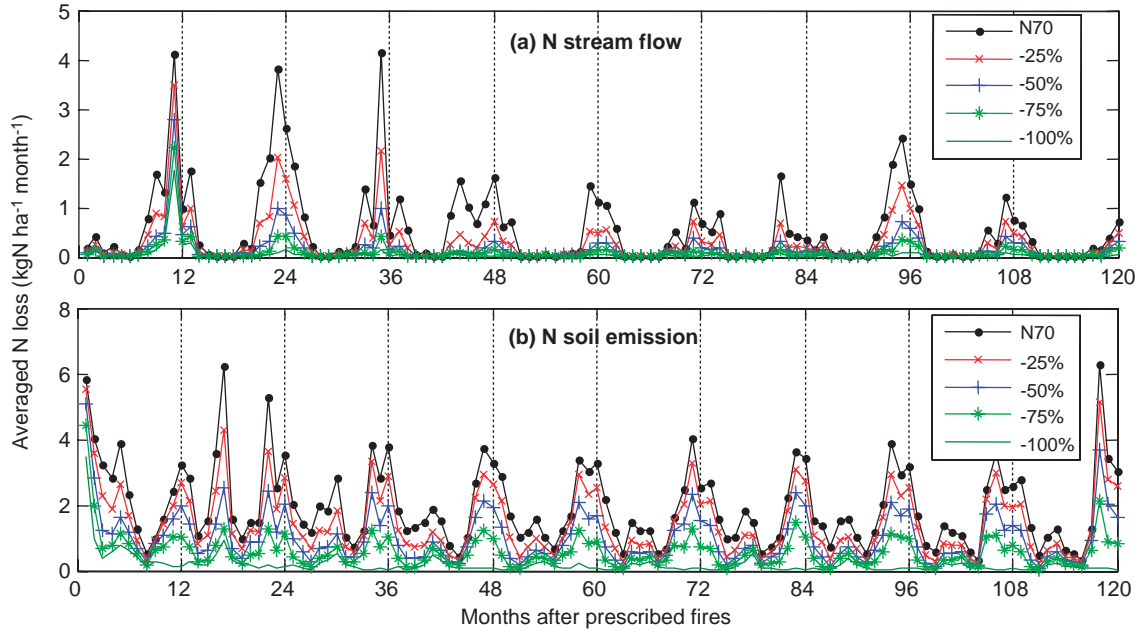 (a) N stream flow
N70
-25%
-50%
-75%
-100%
5
4
3
2
1
0
0 12 24 36 48 60 72 84 96 108 120
Averaged N loss (kgN ha-1 month-1)
(b) N soil emission
N70
-25%
-50%
-75%
-100%
8
6
4
2
0
0 12 24 36 48 60 72 84 96 108 120
Months after prescribed fires